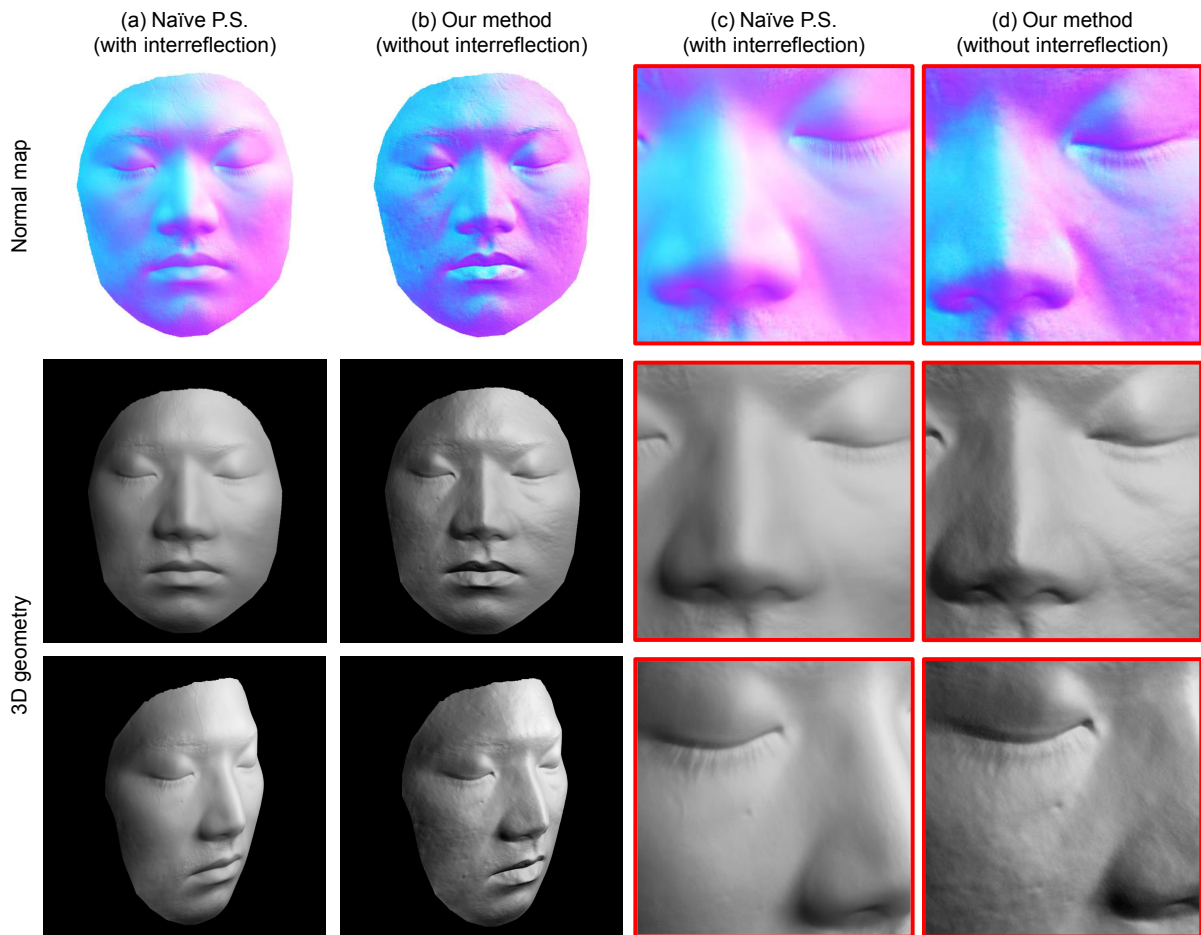 (a) Naïve P.S.
(with interreflection)
(b) Our method
(without interreflection)
(c) Naïve P.S.
(with interreflection)
(d) Our method
(without interreflection)
Normal map
3D geometry